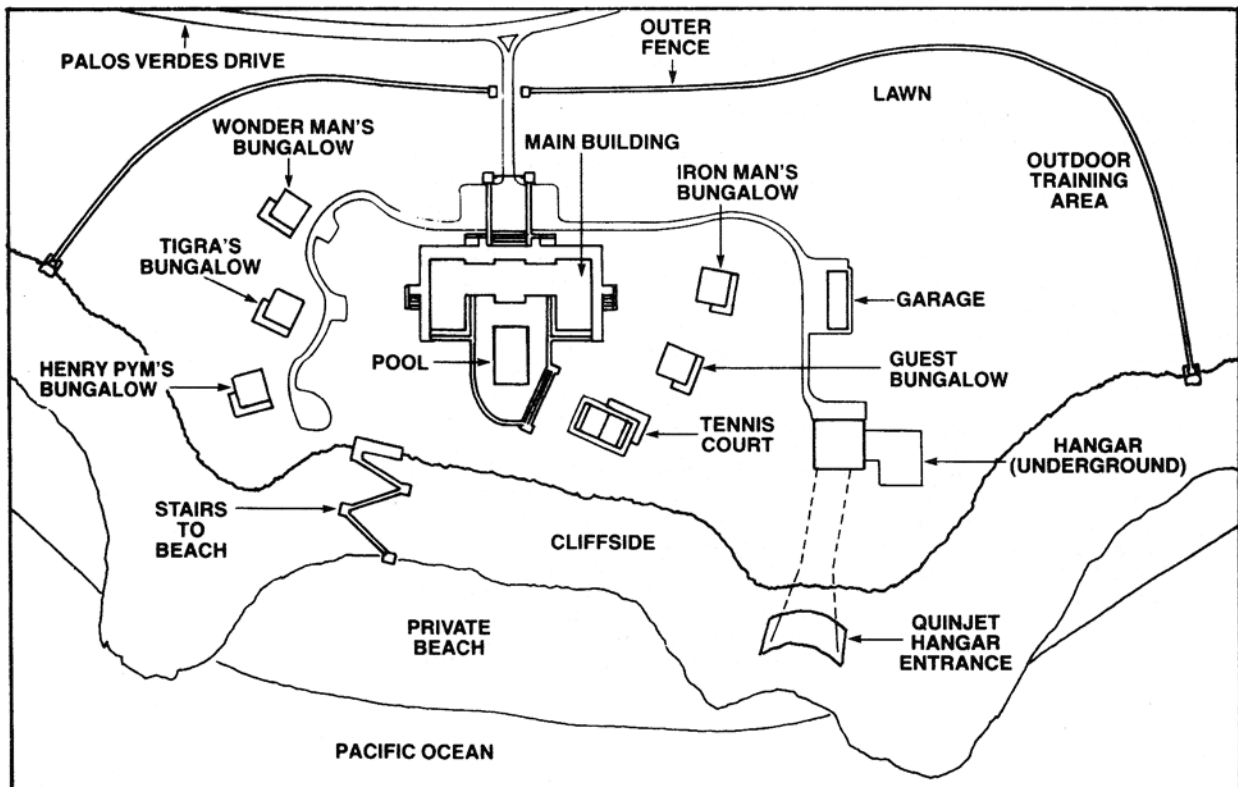 PALOS VERDES DRIVE
OUTER
FENCE
LAWN
WONDER MAN'S
BUNGALOW
MAIN BUILDING
IRON MAN'S
BUNGALOW
OUTDOOR
TRAINING
AREA
TIGRA'S
BUNGALOW
GARAGE
HENRY PYM'S
BUNGALOW
POOL
GUEST
BUNGALOW
TENNIS
COURT
HANGAR
(UNDERGROUND)
STAIRS
TO
BEACH
CLIFFSIDE
PRIVATE
BEACH
QUINJET
HANGAR
ENTRANCE
PACIFIC OCEAN